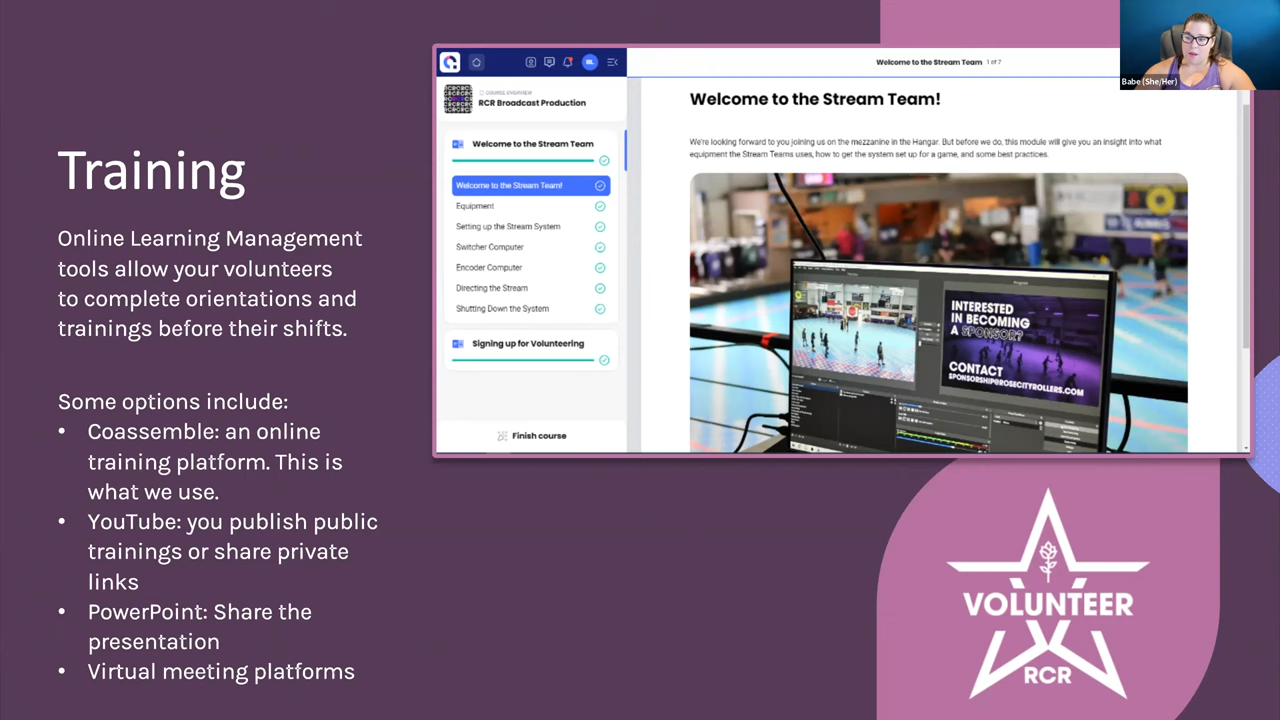 Training
Online Learning Management
tools allow your volunteers
to complete orientations and
trainings before their shifts.
Some options include:
• Coassemble: an online
training platform. This is
what we use.
• YouTube: you publish public
trainings or share private
links
• PowerPoint: Share the
presentation
• Virtual meeting platforms
BL
COURSE OVERVIEW
RCR Broadcast Production
Welcome to the Stream Team
Welcome to the Stream Team!
Equipment
Setting up the Stream System
Switcher Computer
Encoder Computer
Directing the Stream
Shutting Down the System
Signing up for Volunteering
Finish course
Welcome to the Stream Team 1 of 7
Welcome to the Stream Team!
We're looking forward to you joining us on the mezzanine in the Hangar. But before we do, this module will give you an insight into what
equipment the Stream Teams uses, how to get the system set up for a game, and some best practices.
INTERESTED
IN BECOMING
A SPONSOR?
CONTACT
SPONSORSHIP@ROSECITYROLLERS.COM
Babe (She/Her)
VOLUNTEER
RCR